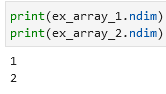 print(ex_array_1.ndim)
print(ex_array_2.ndim)
1
2